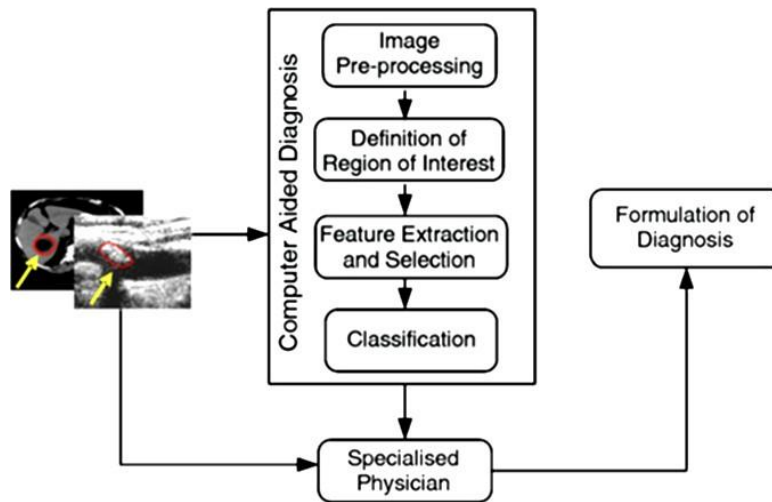 Computer Aided Diagnosis
Image
Pre-processing
Definition of
Region of Interest
Feature Extraction
and Selection
Classification
Specialised
Physician
Formulation of
Diagnosis